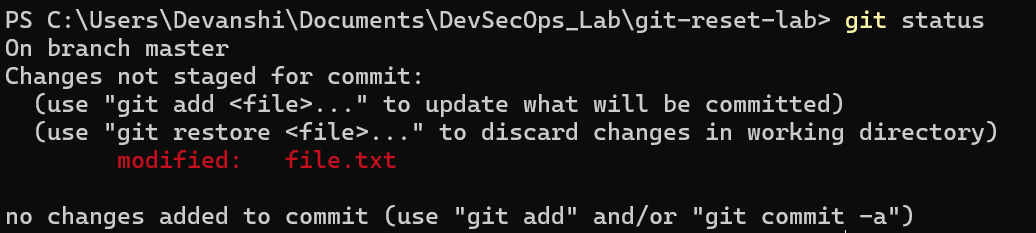 PS C:\Users\Devanshi\Documents\DevSecOps_Lab\git-reset-lab> git status
On branch master
Changes not staged for commit:
  (use "git add <file>..." to update what will be committed)
  (use "git restore <file>..." to discard changes in working directory)
        modified:   file.txt

no changes added to commit (use "git add" and/or "git commit -a")